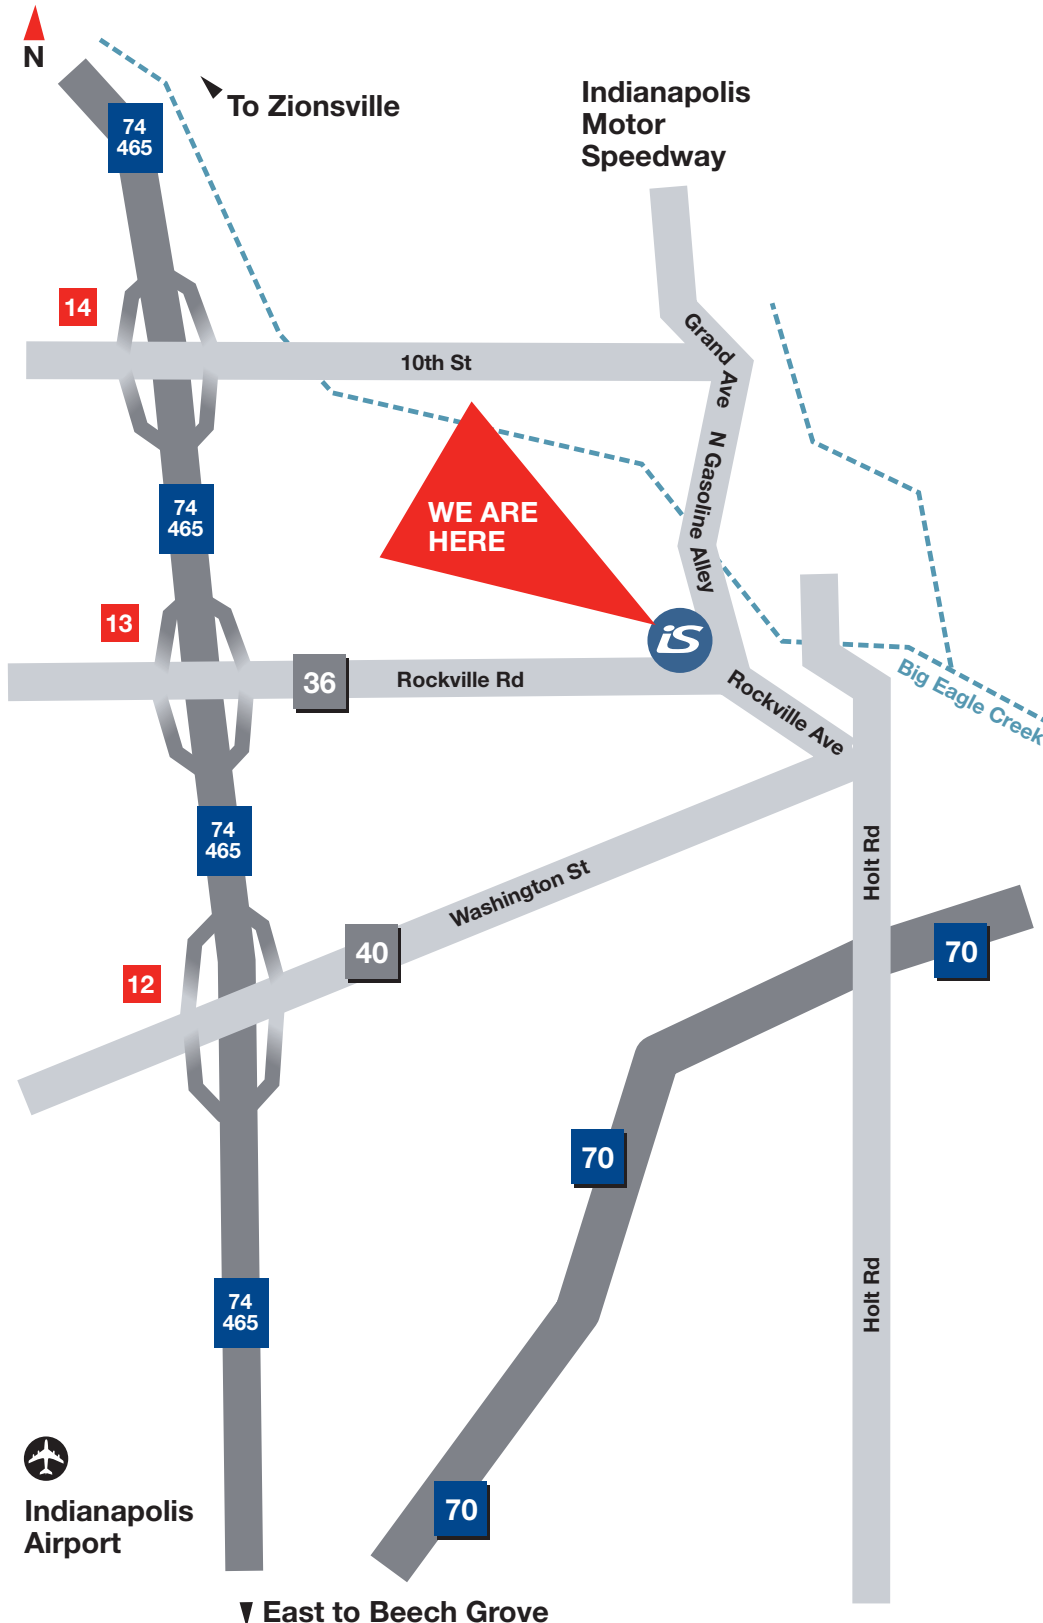 N
74
465
To Zionsville
Indianapolis
Motor
Speedway
14
10th St
Grand Ave
N Gasoline Alley
WE ARE
HERE
74
465
13
iS
36
Rockville Rd
Rockville Ave
Big Eagle Creek
74
465
Holt Rd
Washington St
40
70
12
70
Holt Rd
74
465
70
Indianapolis
Airport
East to Beech Grove